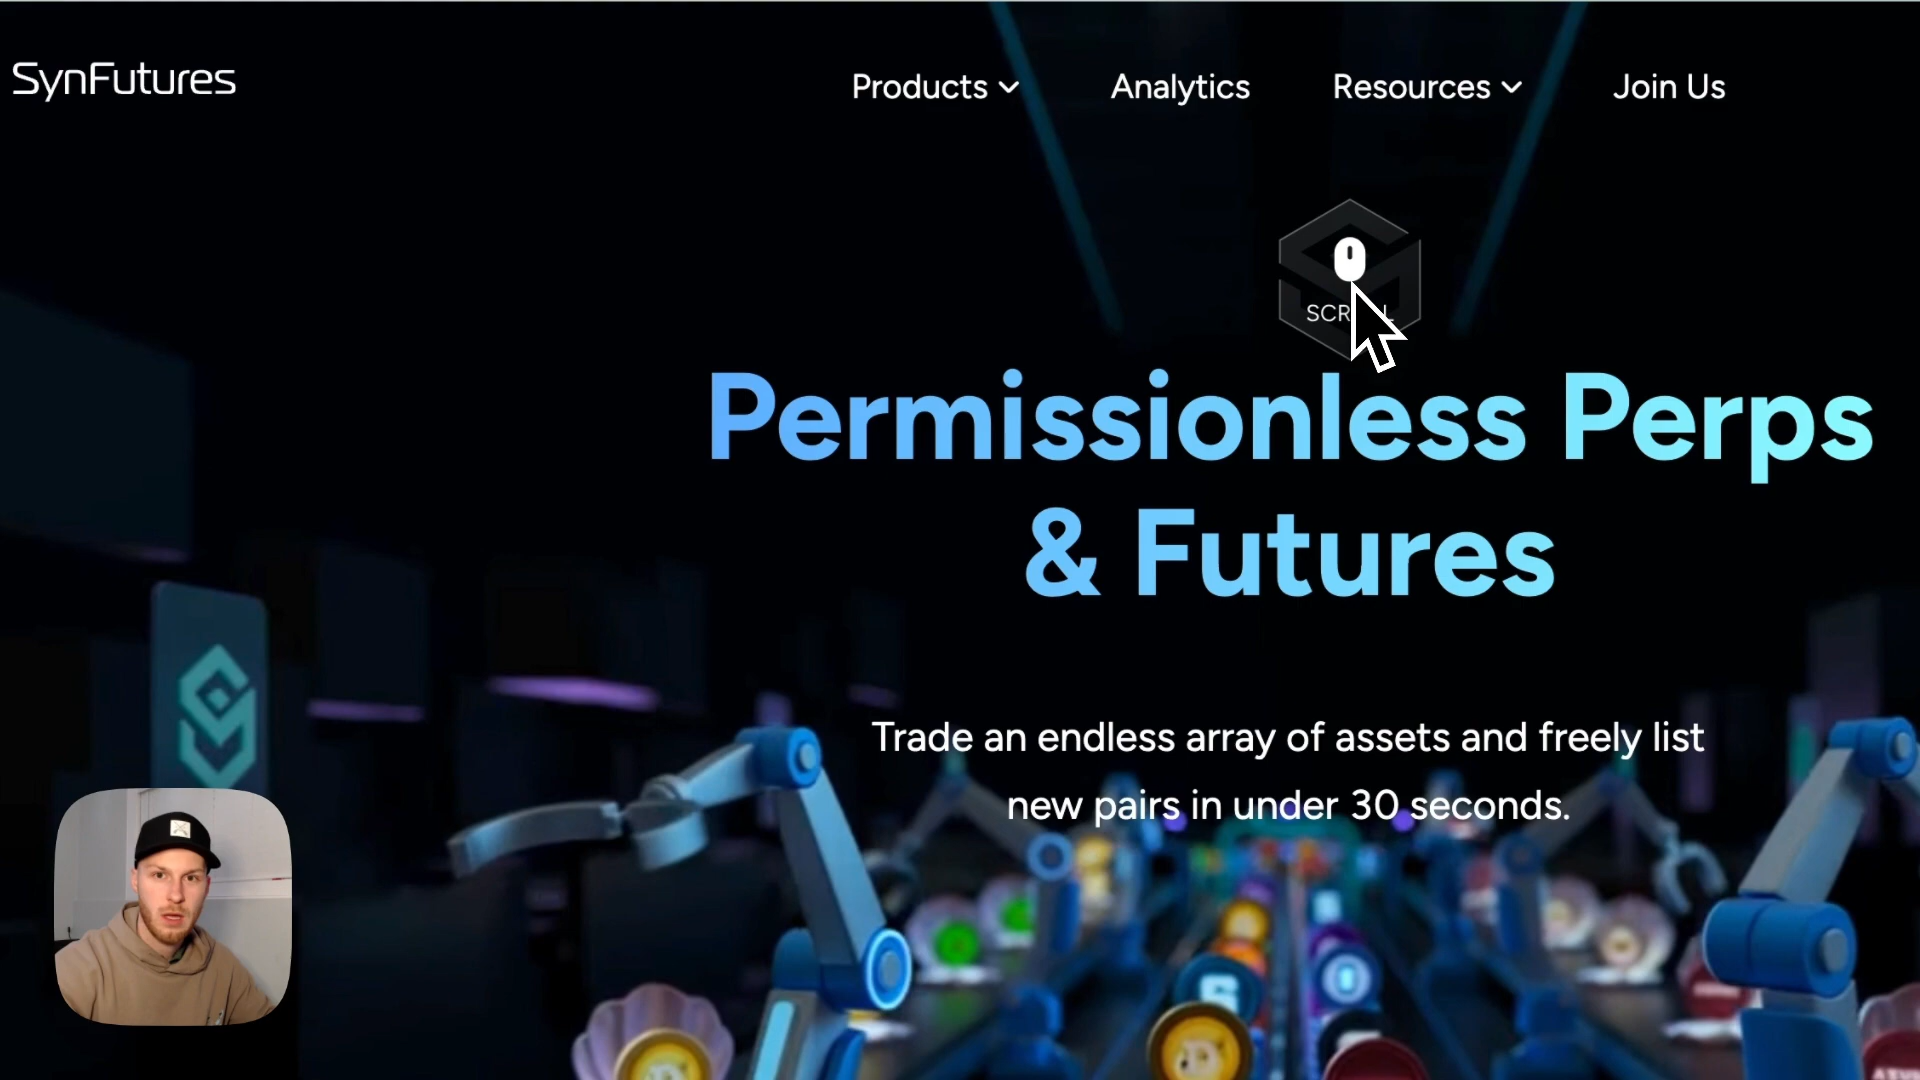 SynFutures
Products
Analytics
Resources
Join Us
Permissionless Perps
& Futures
Trade an endless array of assets and freely list
new pairs in under 30 seconds.